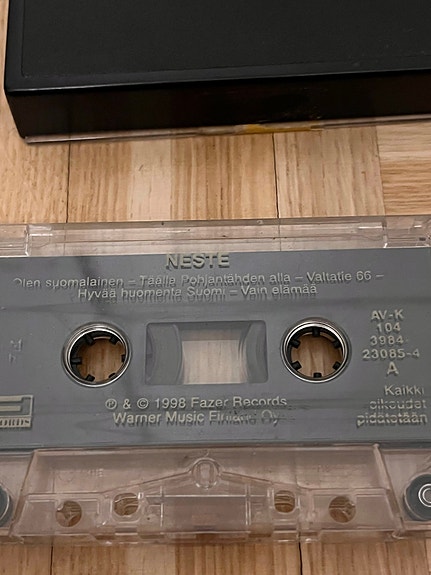 NESTE
Olen suomalainen – Täällä Pohjantähden alla – Valtatie 66 –
Hyvää huomenta Suomi – Vain elämää
AV-K
104
3984-
23085-4
A
℗ & © 1998 Fazer Records
Warner Music Finland Oy
Kaikki
oikeudet
pidätetään